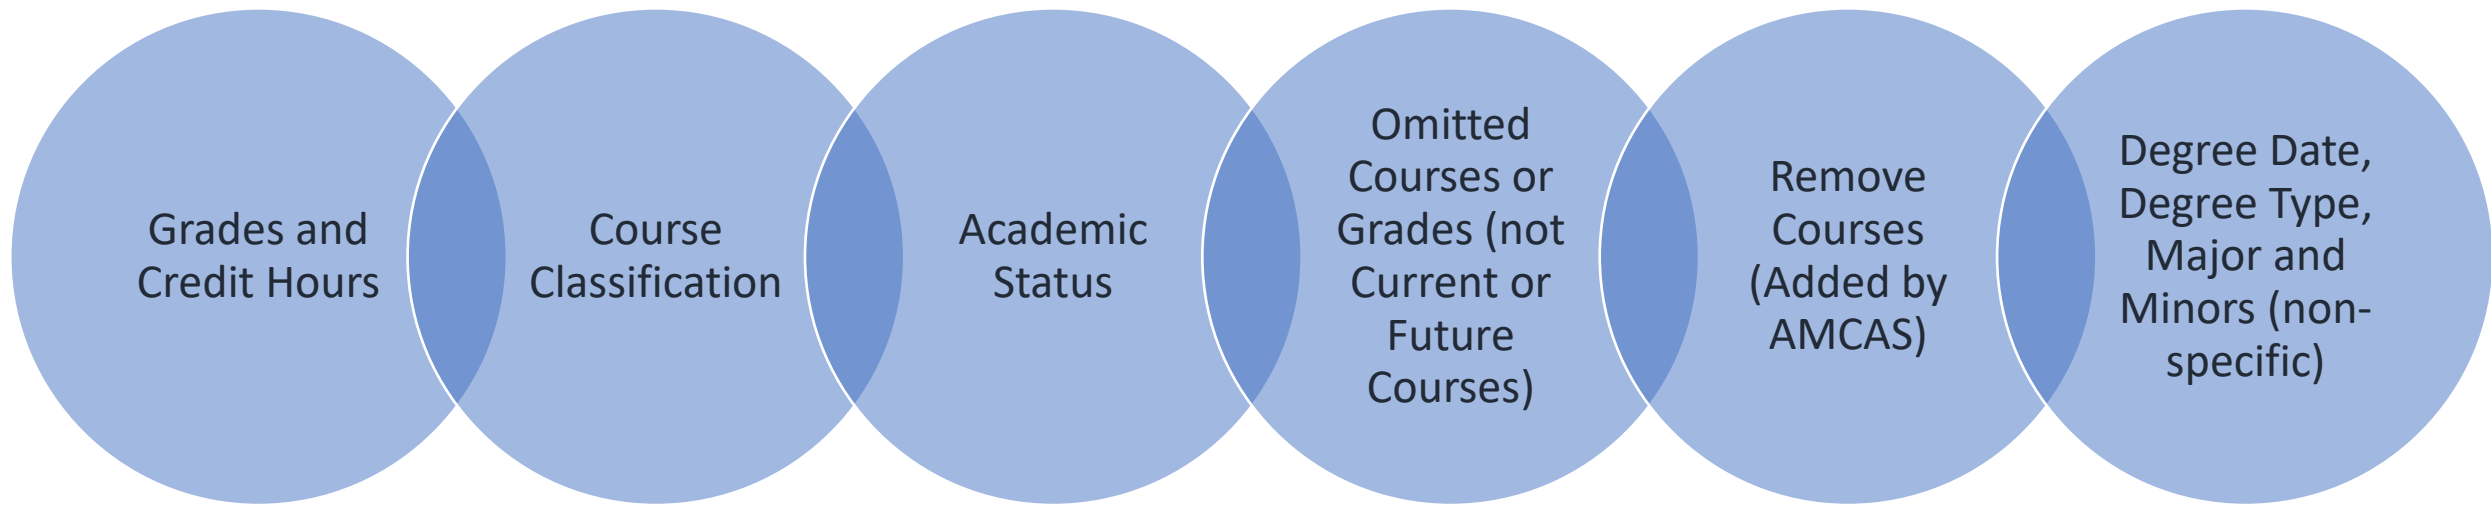 Grades and
Credit Hours
Course
Classification
Academic
Status
Omitted
Courses or
Grades (not
Current or
Future
Courses)
Remove
Courses
(Added by
AMCAS)
Degree Date,
Degree Type,
Major and
Minors (non-
specific)